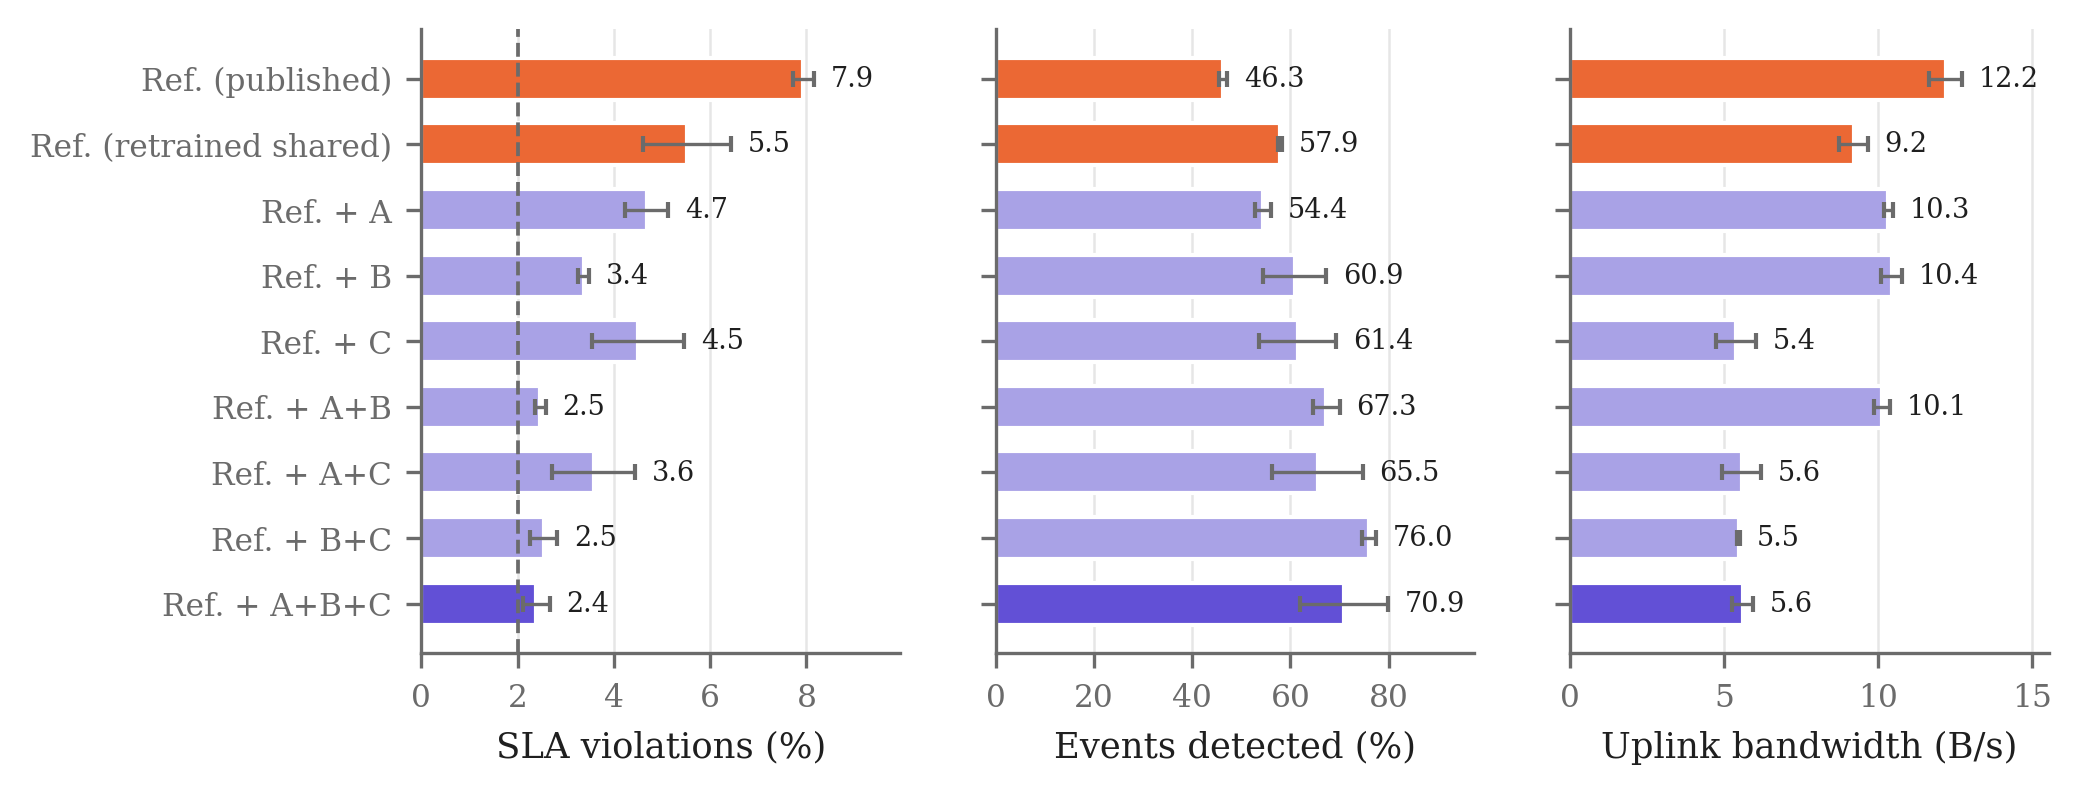 Ref. (published)
Ref. (retrained shared)
Ref. + A
Ref. + B
Ref. + C
Ref. + A+B
Ref. + A+C
Ref. + B+C
Ref. + A+B+C
7.9
5.5
4.7
3.4
4.5
2.5
3.6
2.5
2.4
0 2 4 6 8
SLA violations (%)
46.3
57.9
54.4
60.9
61.4
67.3
65.5
76.0
70.9
0 20 40 60 80
Events detected (%)
12.2
9.2
10.3
10.4
5.4
10.1
5.6
5.5
5.6
0 5 10 15
Uplink bandwidth (B/s)